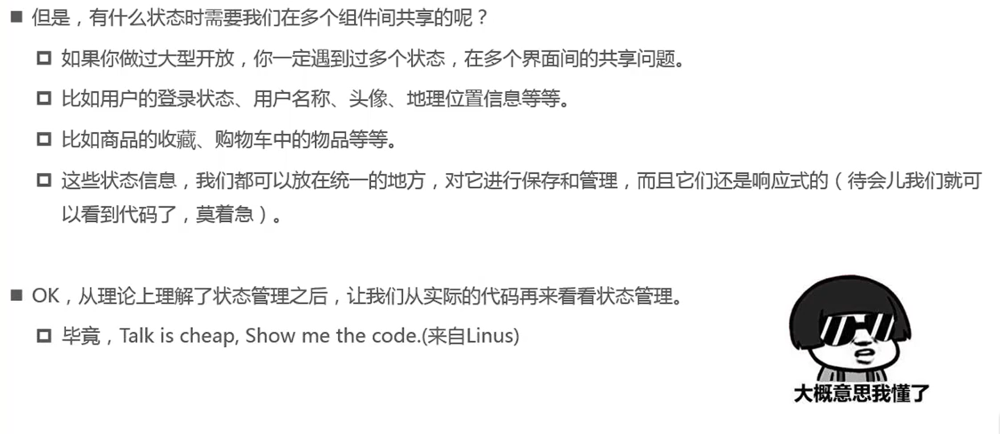 但是，有什么状态时需要我们在多个组件间共享的呢？
如果你做过大型开放，你一定遇到过多个状态，在多个界面间的共享问题。
比如用户的登录状态、用户名称、头像、地理位置信息等等。
比如商品的收藏、购物车中的物品等等。
这些状态信息，我们都可以放在统一的地方，对它进行保存和管理，而且它们还是响应式的（待会儿我们就可
以看到代码了，莫着急）。
OK，从理论上理解了状态管理之后，让我们从实际的代码再来看看状态管理。
毕竟，Talk is cheap, Show me the code.(来自Linus)
大概意思我懂了